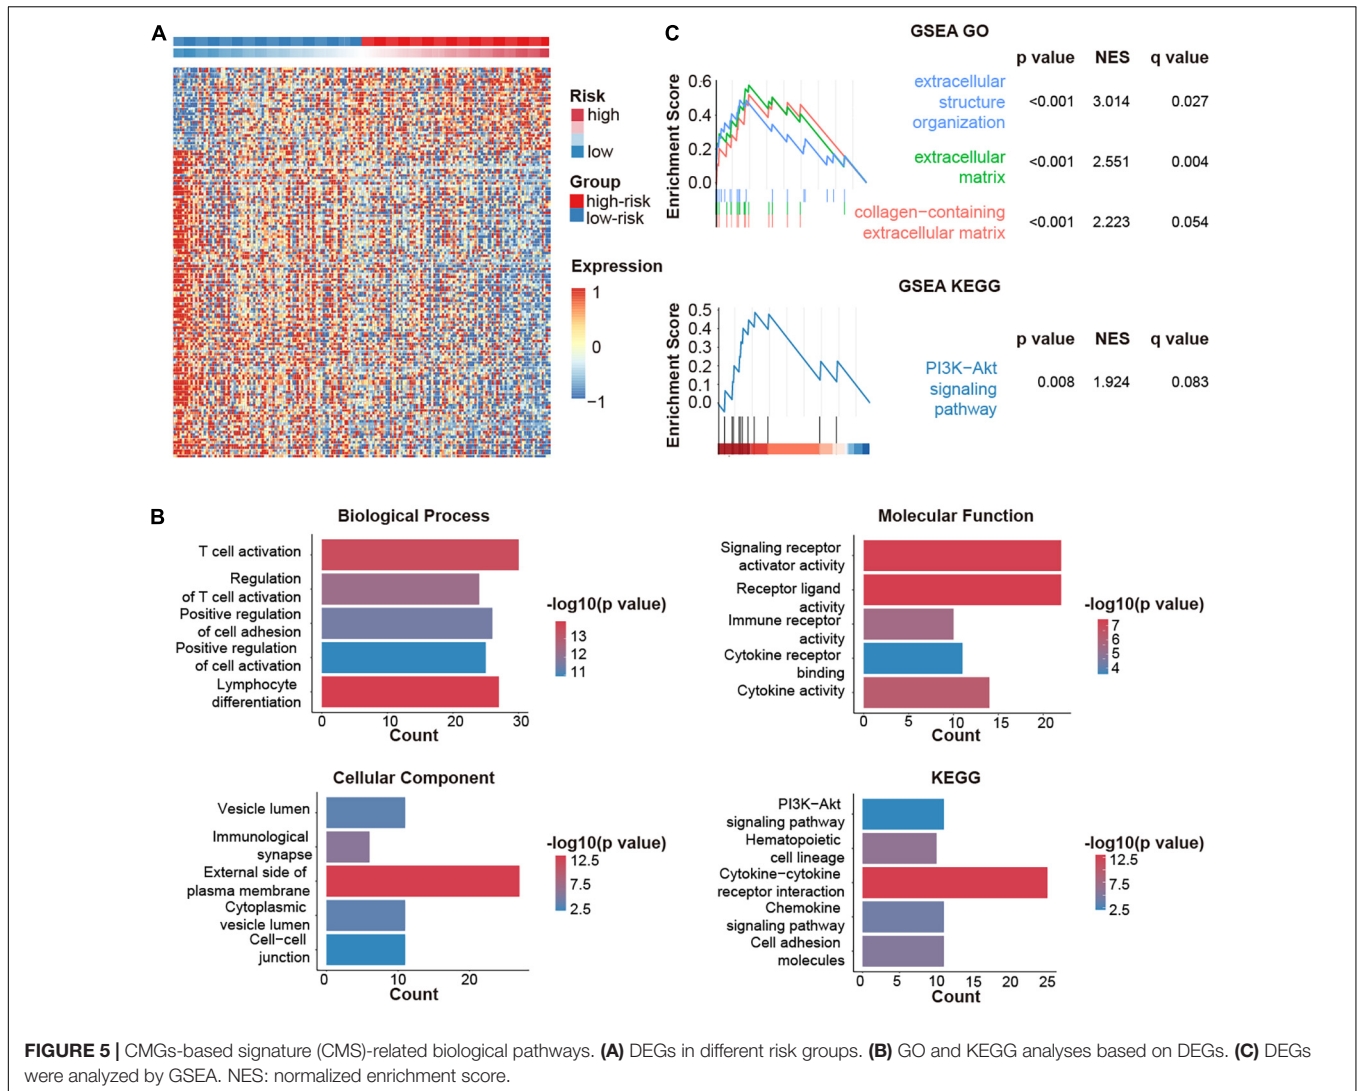 A
Risk
high
low
Group
high-risk
low-risk
Expression
1
0
−1
C
GSEA GO
p value NES q value
Enrichment Score
0.6
0.4
0.2
0.0
extracellular
structure
organization
<0.001 3.014 0.027
extracellular
matrix
<0.001 2.551 0.004
collagen−containing
extracellular matrix
<0.001 2.223 0.054
GSEA KEGG
p value NES q value
Enrichment Score
0.5
0.4
0.3
0.2
0.1
0.0
PI3K−Akt
signaling
pathway
0.008 1.924 0.083
B
Biological Process
T cell activation
Regulation
of T cell activation
Positive regulation
of cell adhesion
Positive regulation
of cell activation
Lymphocyte
differentiation
0 10 20 30
Count
-log10(p value)
13
12
11
Molecular Function
Signaling receptor
activator activity
Receptor ligand
activity
Immune receptor
activity
Cytokine receptor
binding
Cytokine activity
0 5 10 15 20
Count
-log10(p value)
7
6
5
4
Cellular Component
Vesicle lumen
Immunological
synapse
External side of
plasma membrane
Cytoplasmic
vesicle lumen
Cell−cell
junction
0 10 20
Count
-log10(p value)
12.5
7.5
2.5
KEGG
PI3K−Akt
signaling pathway
Hematopoietic
cell lineage
Cytokine−cytokine
receptor interaction
Chemokine
signaling pathway
Cell adhesion
molecules
0 5 10 15 20 25
Count
-log10(p value)
12.5
7.5
2.5
FIGURE 5 | CMGs-based signature (CMS)-related biological pathways. (A) DEGs in different risk groups. (B) GO and KEGG analyses based on DEGs. (C) DEGs
were analyzed by GSEA. NES: normalized enrichment score.